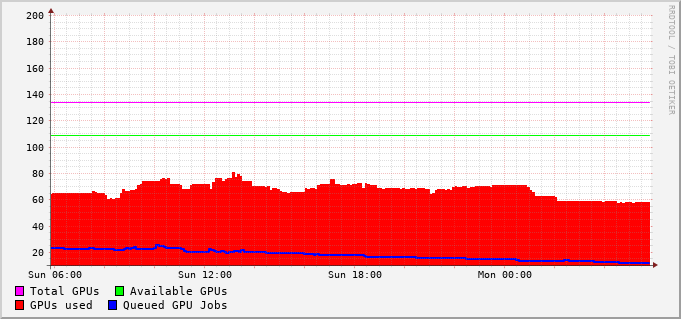 200
180
160
140
120
100
80
60
40
20
Sun 06:00 Sun 12:00 Sun 18:00 Mon 00:00
Total GPUs Available GPUs
GPUs used Queued GPU Jobs
RRDTOOL / TOBI OETIKER